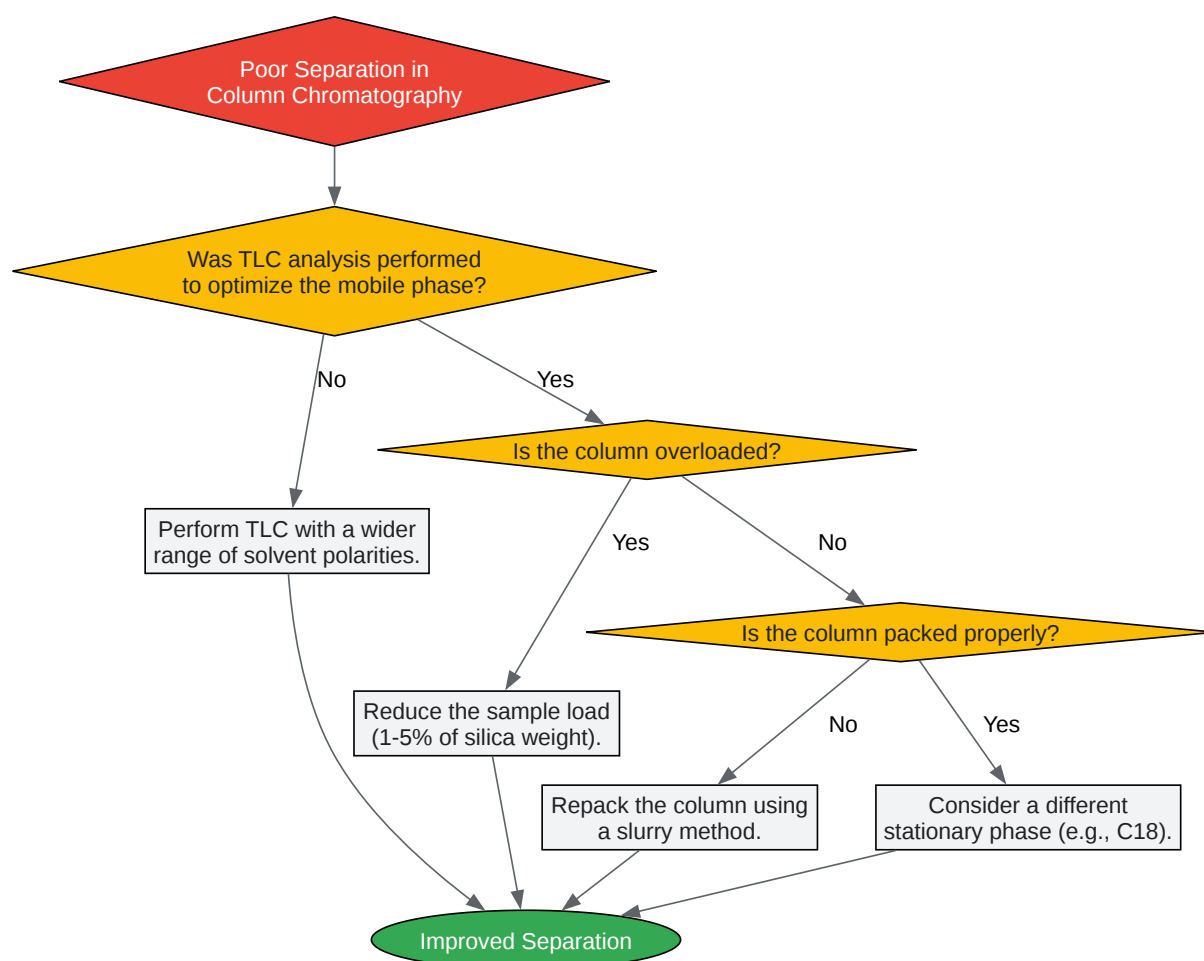 Poor Separation in
Column Chromatography
Was TLC analysis performed
to optimize the mobile phase?
No
Yes
Is the column overloaded?
Perform TLC with a wider
range of solvent polarities.
Yes
No
Is the column packed properly?
Reduce the sample load
(1-5% of silica weight).
No
Yes
Repack the column using
a slurry method.
Consider a different
stationary phase (e.g., C18).
Improved Separation